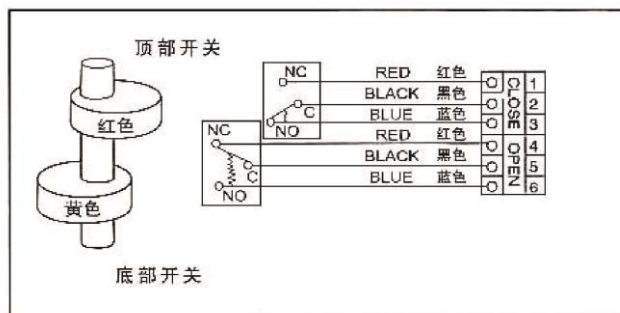 顶部开关
红色
黄色
底部开关
NC
C
NO
NC
C
NO
RED 红色 1
BLACK 黑色 2
BLUE 蓝色 3
RED 红色 4
BLACK 黑色 5
BLUE 蓝色 6
CLOSE
OPEN